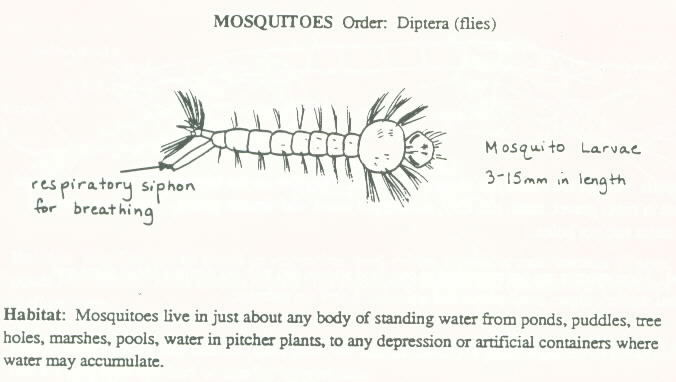 MOSQUITOES Order: Diptera (flies)
Mosquito Larvae
3-15mm in length
respiratory siphon
for breathing
Habitat: Mosquitoes live in just about any body of standing water from ponds, puddles, tree
holes, marshes, pools, water in pitcher plants, to any depression or artificial containers where
water may accumulate.